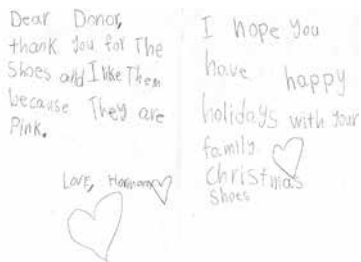 Dear Donor,
thank you for The
Shoes and I like Them
because They are
Pink.
Love,
I hope you
have happy
holidays with your
family
Christmas
Shoes